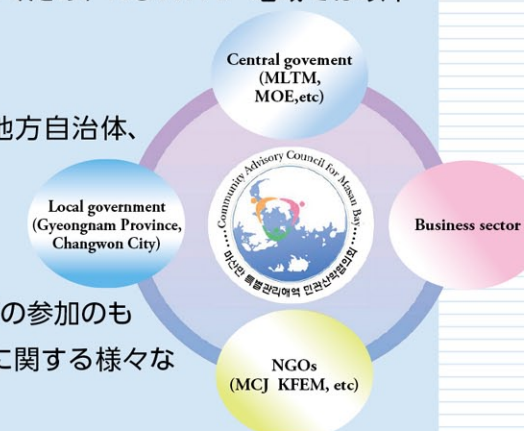 Central govement
(MLTM,
MOE,etc)
地方自治体、
Community Advisory Council for Masan Bay
Local government
(Gyeongnam Province,
Changwon City)
Business sector
마산만 특별관리해역 민관산학협의회
の参加のも
に関する様々な
NGOs
(MCJ KFEM, etc)